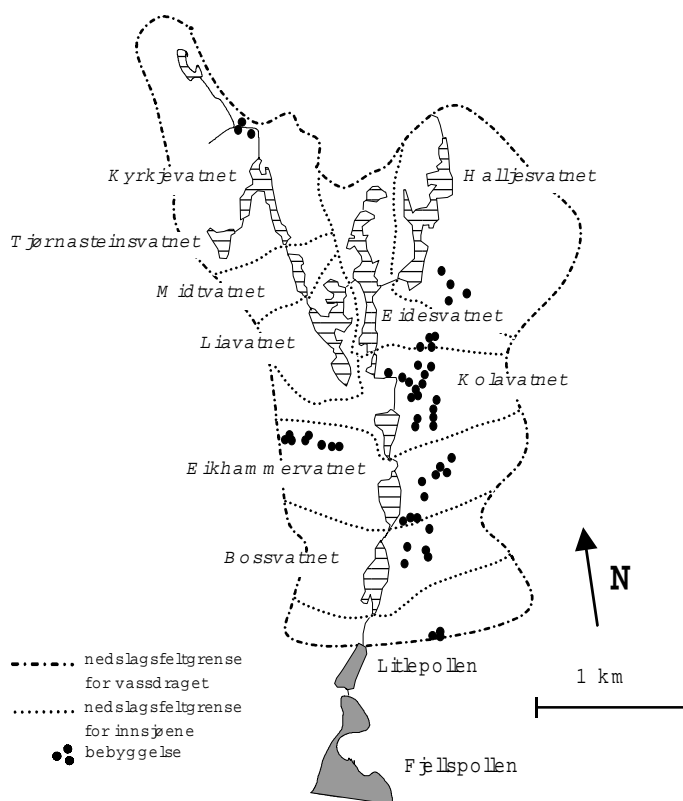 Kyrkjevatnet
Halljesvatnet
Tjørnasteinsvatnet
Midtvatnet
Eidesvatnet
Liavatnet
Kolavatnet
Eikhammervatnet
Bossvatnet
N
nedslagsfeltgrense
for vassdraget
nedslagsfeltgrense
for innsjøene
bebyggelse
Litlepollen
1 km
Fjellspollen